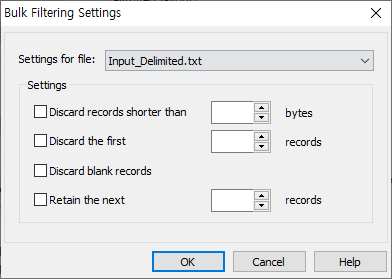 Bulk Filtering Settings
Settings for file: Input_Delimited.txt
Settings
Discard records shorter than bytes
Discard the first records
Discard blank records
Retain the next records
OK Cancel Help